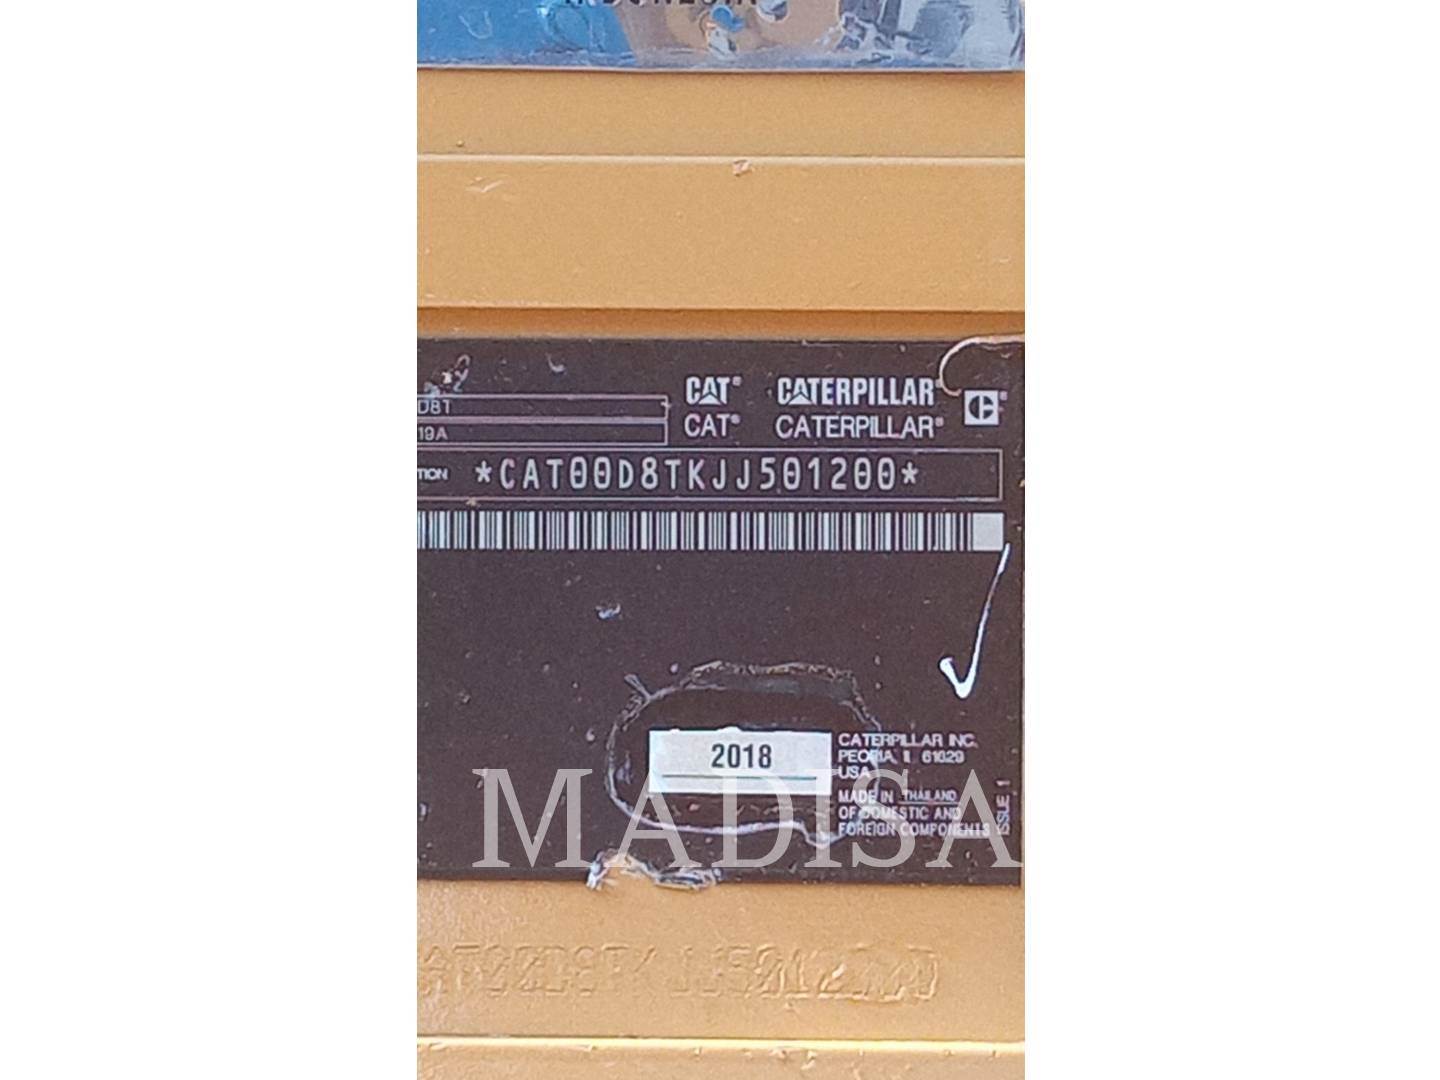 D8T
19A
CAT® CATERPILLAR®
CAT® CATERPILLAR®
TION *CAT00D8TKJJ501200*
2018
CATERPILLAR INC.
PEORIA, IL 61629
USA
MADE IN THAILAND
OF DOMESTIC AND
FOREIGN COMPONENTS
ISSUE 1
MADISA